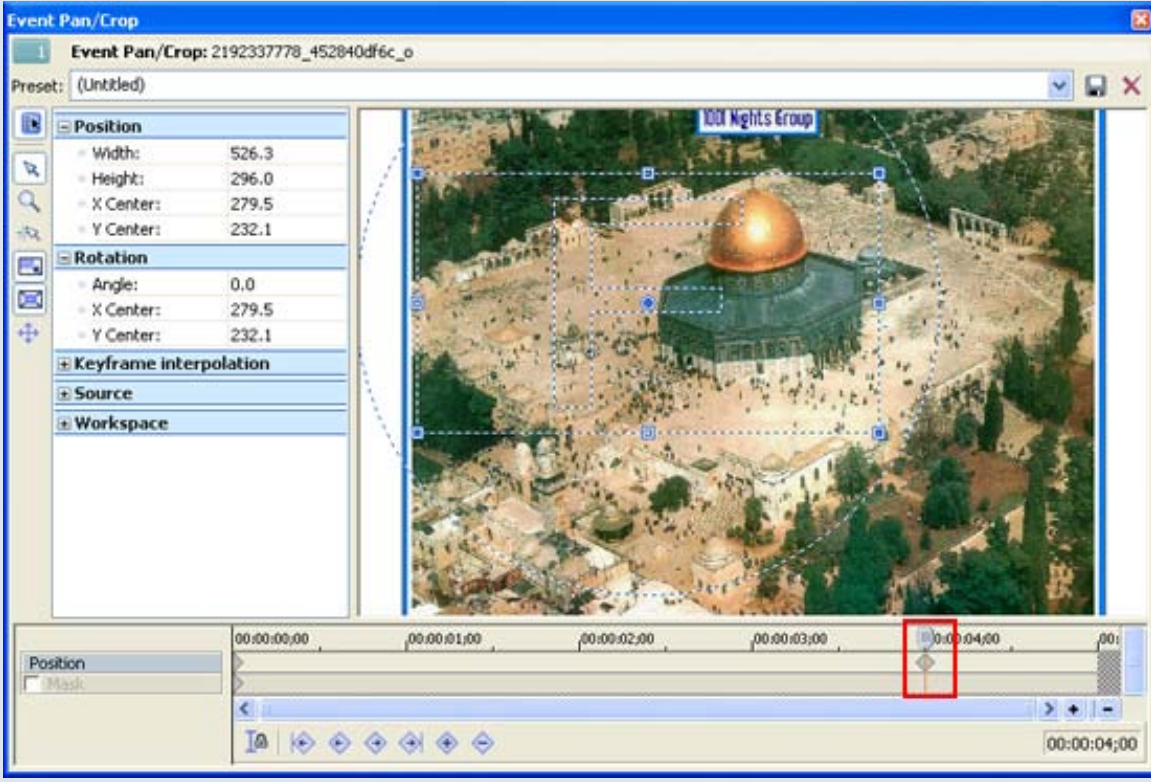 Event Pan/Crop
1 Event Pan/Crop: 2192337778_452840df6c_o
Preset: (Untitled)
1001 Nights Group
Position
Width: 526.3
Height: 296.0
X Center: 279.5
Y Center: 232.1
Rotation
Angle: 0.0
X Center: 279.5
Y Center: 232.1
Keyframe interpolation
Source
Workspace
00:00:00;00 00:00:01;00 00:00:02;00 00:00:03;00 0:00:04;00 00:
Position
Mask
00:00:04;00